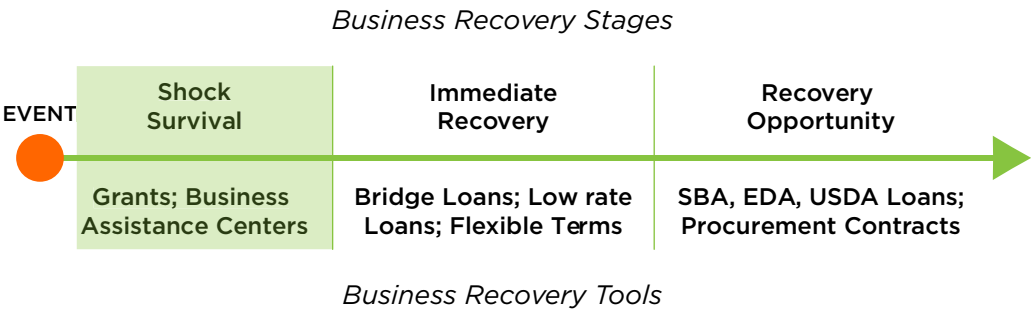 Business Recovery Stages
EVENT
Shock
Survival
Immediate
Recovery
Recovery
Opportunity
Grants; Business
Assistance Centers
Bridge Loans; Low rate
Loans; Flexible Terms
SBA, EDA, USDA Loans;
Procurement Contracts
Business Recovery Tools